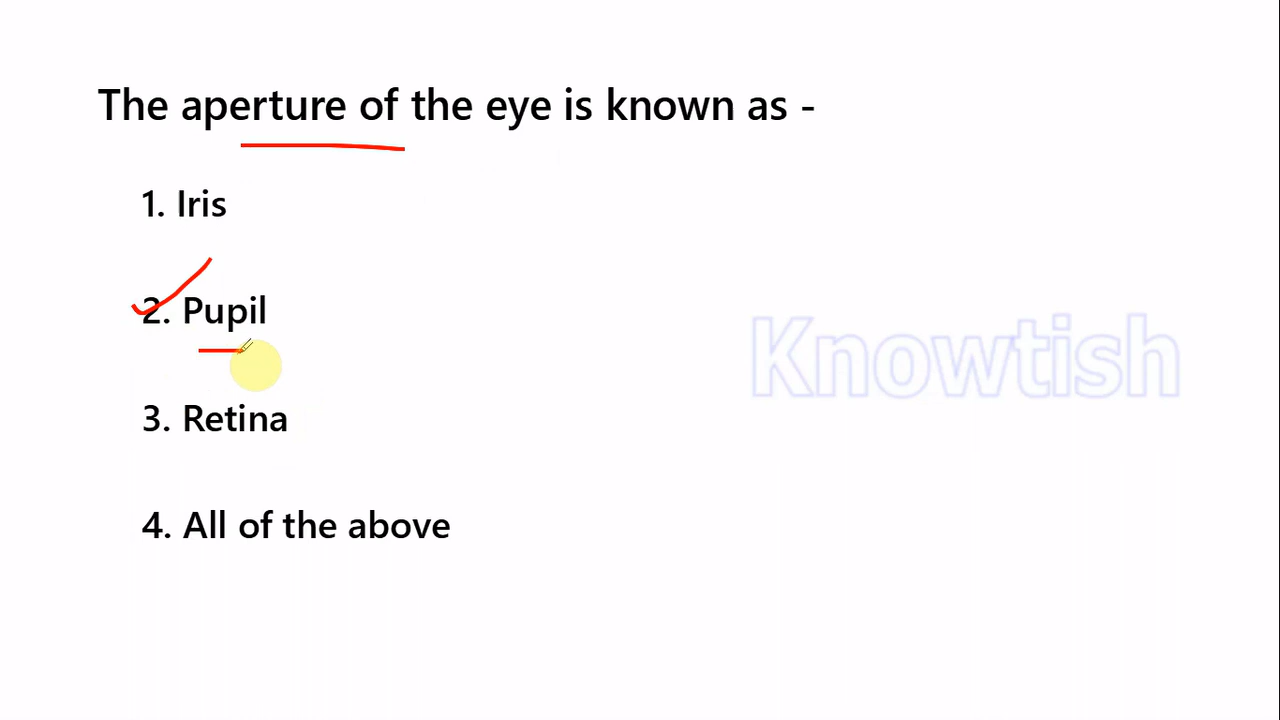 The aperture of the eye is known as -
1. Iris
2. Pupil
3. Retina
4. All of the above
Knowtish